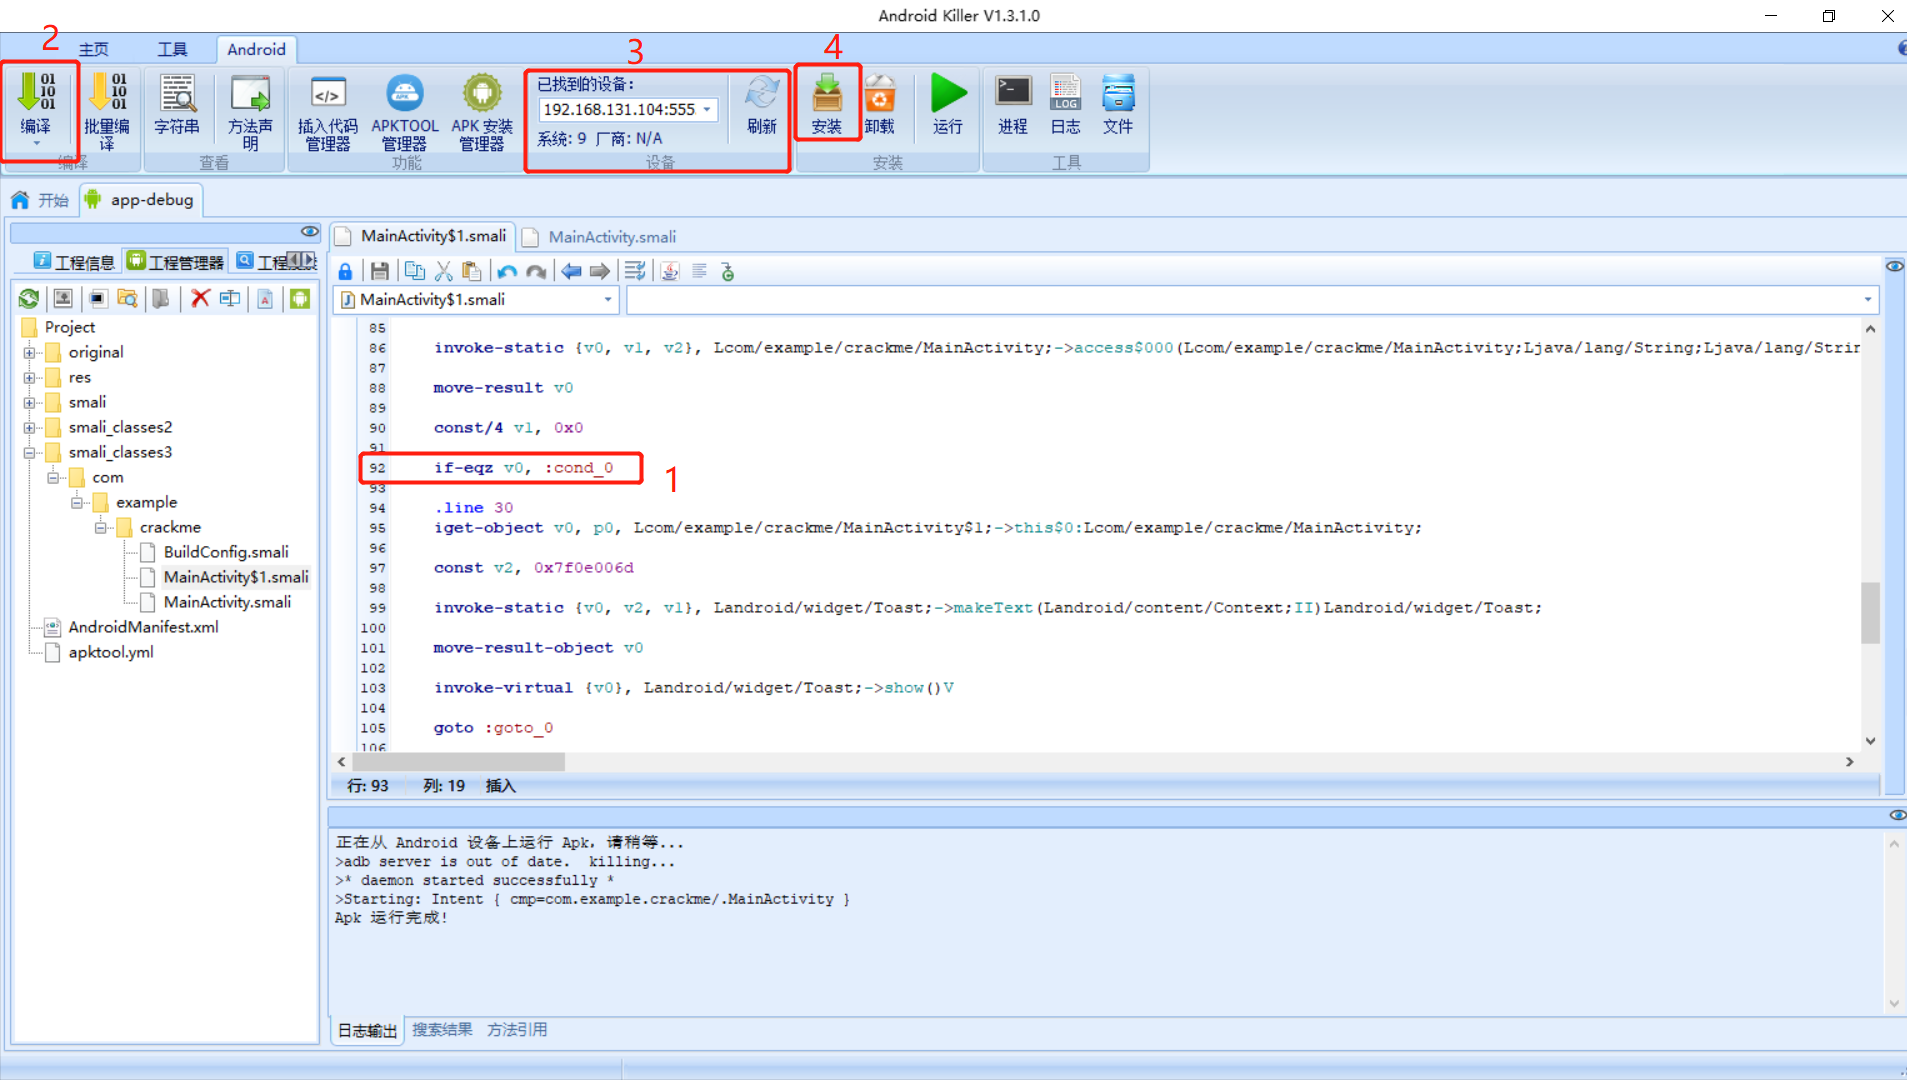 Android Killer V1.3.1.0
2
主页 工具 Android
3
4
编译
批量编译
字符串
方法声明
插入代码管理器
APKTOOL 管理器
APK 安装管理器
已找到的设备:
192.168.131.104:555
系统: 9 厂商: N/A
刷新
安装
卸载
运行
进程
日志
文件
编译 查看 功能 设备 安装 工具
开始 app-debug
工程信息 工程管理器
Project
original
res
smali
smali_classes2
smali_classes3
com
example
crackme
BuildConfig.smali
MainActivity$1.smali
MainActivity.smali
AndroidManifest.xml
apktool.yml
MainActivity$1.smali MainActivity.smali
MainActivity$1.smali
85
86 invoke-static {v0, v1, v2}, Lcom/example/crackme/MainActivity;->access$000(Lcom/example/crackme/MainActivity;Ljava/lang/String;Ljava/lang/Strin
87
88 move-result v0
89
90 const/4 v1, 0x0
91
92 if-eqz v0, :cond_0
1
93
94 .line 30
95 iget-object v0, p0, Lcom/example/crackme/MainActivity$1;->this$0:Lcom/example/crackme/MainActivity;
96
97 const v2, 0x7f0e006d
98
99 invoke-static {v0, v2, v1}, Landroid/widget/Toast;->makeText(Landroid/content/Context;II)Landroid/widget/Toast;
100
101 move-result-object v0
102
103 invoke-virtual {v0}, Landroid/widget/Toast;->show()V
104
105 goto :goto_0
106
行: 93 列: 19 插入
正在从 Android 设备上运行 Apk, 请稍等...
>adb server is out of date. killing...
>* daemon started successfully *
>Starting: Intent { cmp=com.example.crackme/.MainActivity }
Apk 运行完成!
日志输出 搜索结果 方法引用